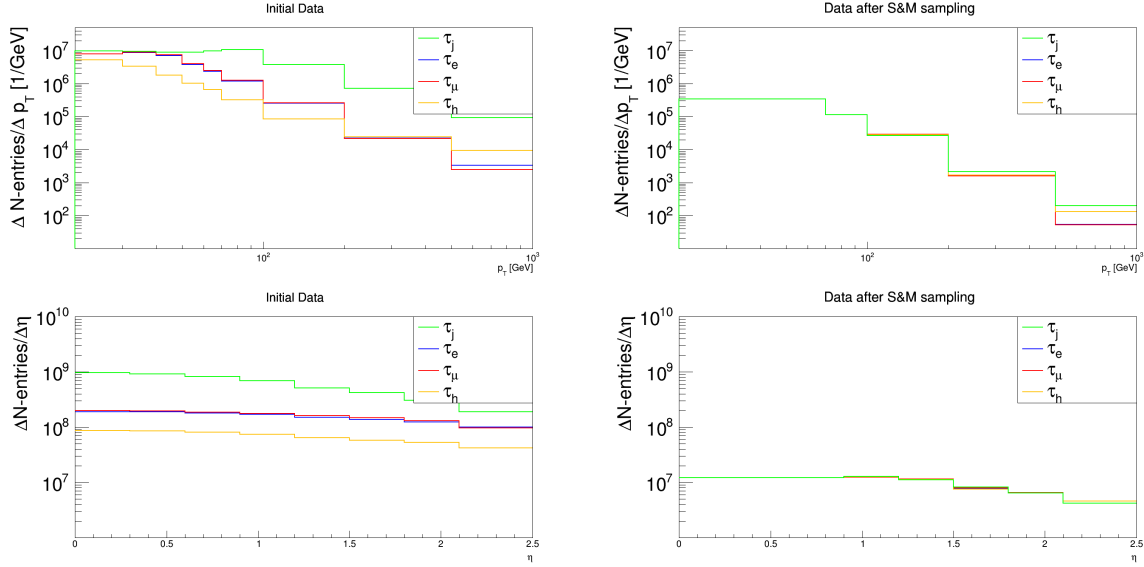 Initial Data
Δ N-entries/Δ p_T [1/GeV]
10^7
10^6
10^5
10^4
10^3
10^2
τ_j
τ_e
τ_μ
τ_h
10^2
10^3
p_T [GeV]
Data after S&M sampling
ΔN-entries/Δp_T [1/GeV]
10^7
10^6
10^5
10^4
10^3
10^2
τ_j
τ_e
τ_μ
τ_h
10^2
10^3
p_T [GeV]
Initial Data
ΔN-entries/Δη
10^10
10^9
10^8
10^7
τ_j
τ_e
τ_μ
τ_h
0 0.5 1 1.5 2 2.5
η
Data after S&M sampling
ΔN-entries/Δη
10^10
10^9
10^8
10^7
τ_j
τ_e
τ_μ
τ_h
0 0.5 1 1.5 2 2.5
η